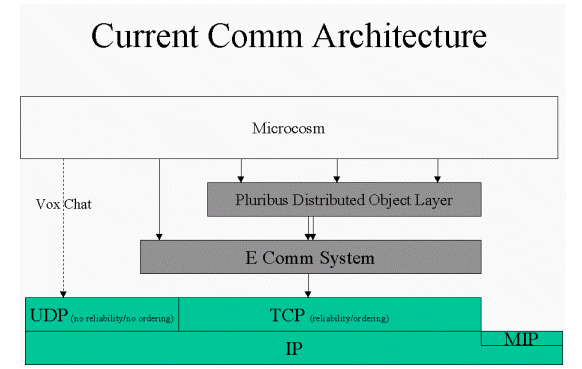 Current Comm Architecture
Microcosm
Vox Chat
Pluribus Distributed Object Layer
E Comm System
UDP (no reliability/no ordering)
TCP (reliability/ordering)
MIP
IP